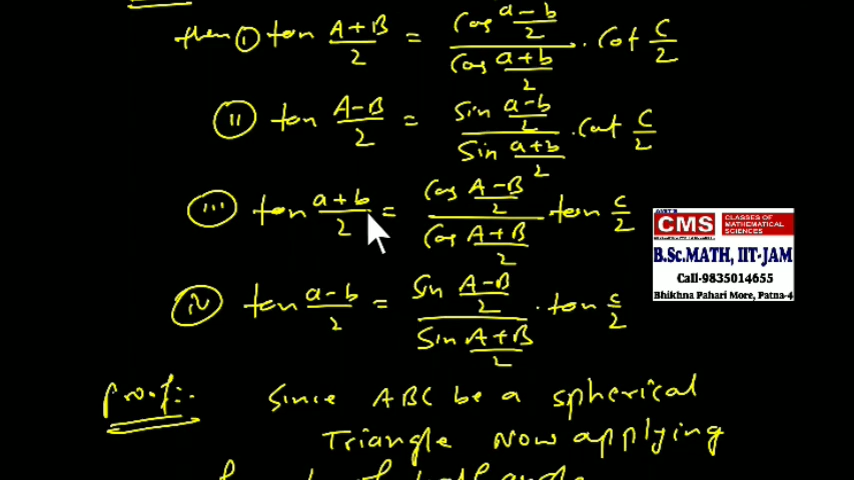 then ① tan A+B/2 = cos a-b/2 / cos a+b/2 . cot C/2
(ii) tan A-B/2 = sin a-b/2 / sin a+b/2 . cot C/2
(iii) tan a+b/2 = cos A-B/2 / cos A+B/2 tan c/2
CMS CLASSES OF MATHEMATICAL SCIENCES
B.Sc.MATH, IIT-JAM
Call-9835014655
Bhikhna Pahari More, Patna-4
(iv) tan a-b/2 = sin A-B/2 / sin A+B/2 . tan c/2
proof:- Since ABC be a spherical
Triangle Now applying